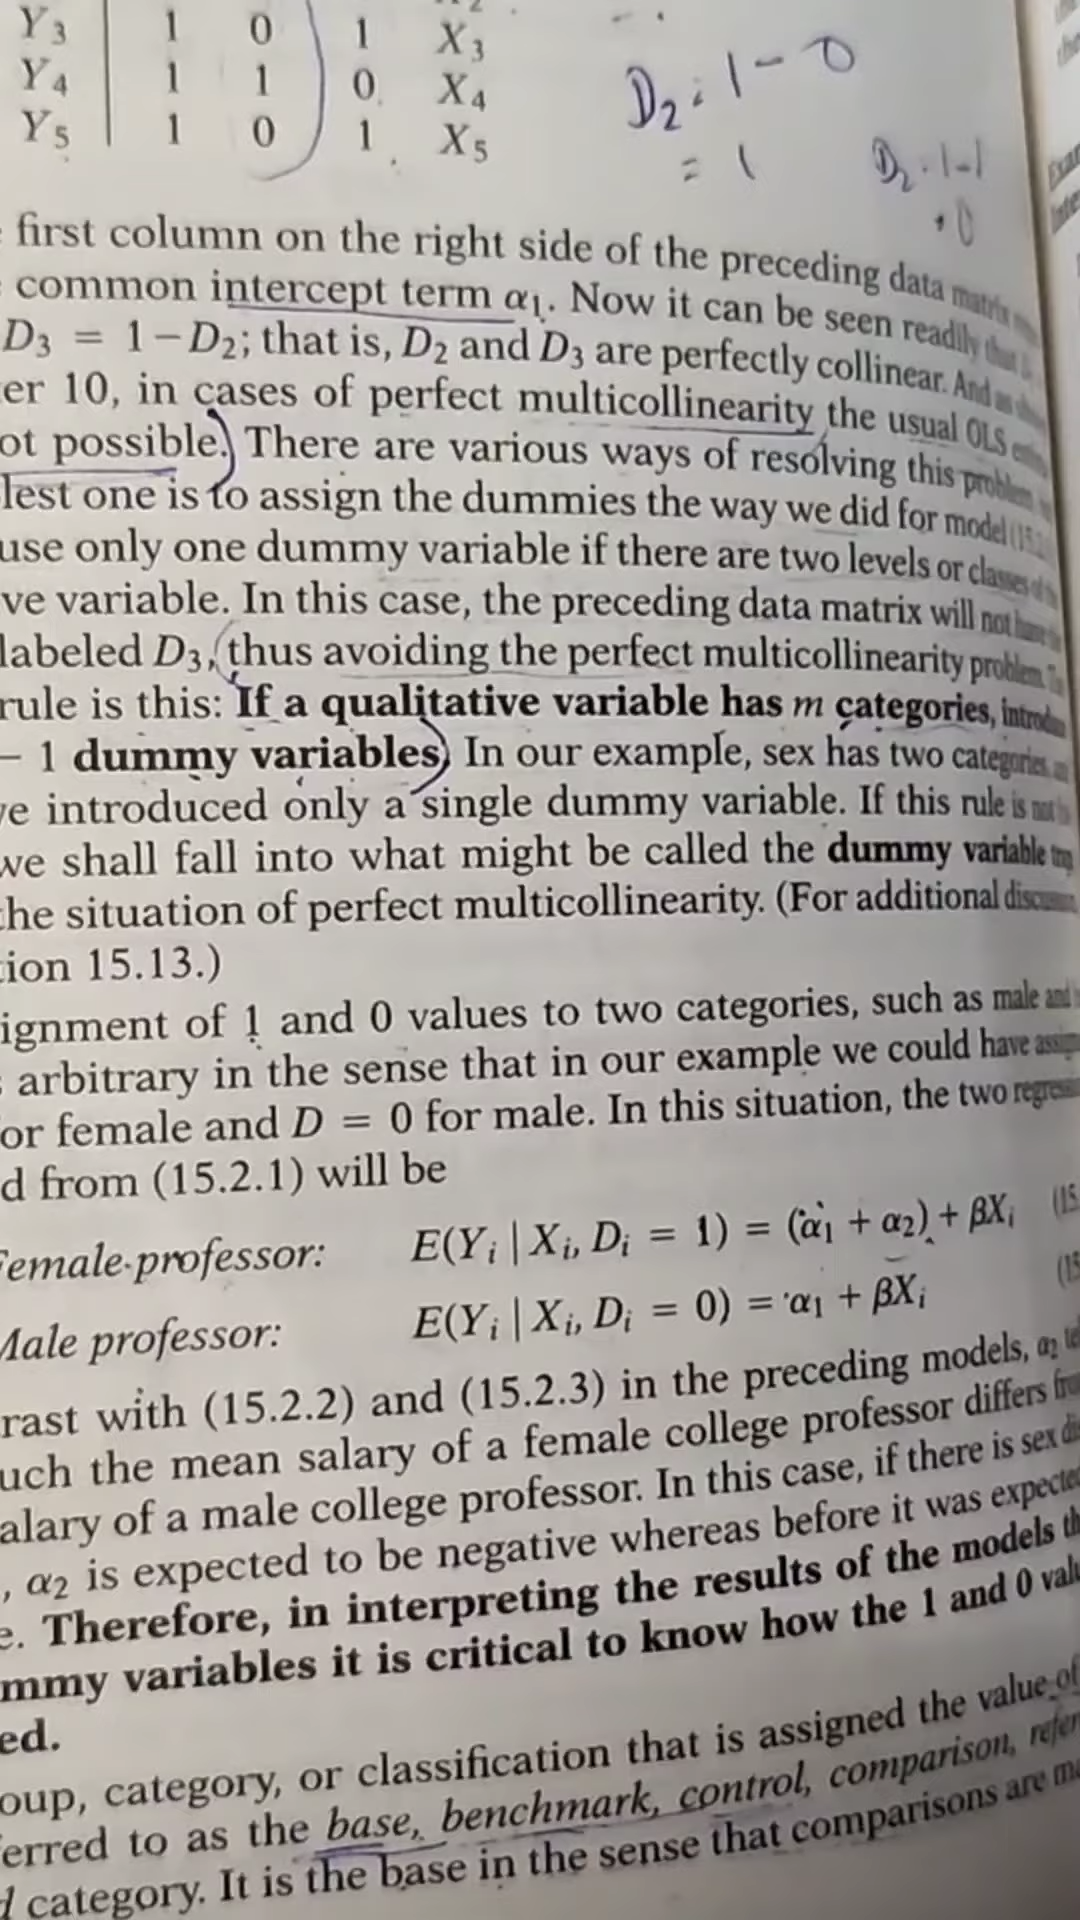 Y3 1 0 1 X3
Y4 1 1 0 X4
Y5 1 0 1 X5
D2 : 1 - 0
= 1
D2 . 1-1
0
first column on the right side of the preceding data matrix
common intercept term α1. Now it can be seen readily that
D3 = 1 − D2; that is, D2 and D3 are perfectly collinear. And as
er 10, in cases of perfect multicollinearity the usual OLS
ot possible. There are various ways of resolving this problem
lest one is to assign the dummies the way we did for model
use only one dummy variable if there are two levels or classes of
ve variable. In this case, the preceding data matrix will not have
labeled D3, thus avoiding the perfect multicollinearity problem.
rule is this: If a qualitative variable has m categories,
− 1 dummy variables. In our example, sex has two categories,
e introduced only a single dummy variable. If this rule is not
we shall fall into what might be called the dummy variable
he situation of perfect multicollinearity. (For additional
ion 15.13.)
ignment of 1 and 0 values to two categories, such as male and
arbitrary in the sense that in our example we could have
or female and D = 0 for male. In this situation, the two
d from (15.2.1) will be
Female professor: E(Yi | Xi, Di = 1) = (α1 + α2) + βXi (15
Male professor: E(Yi | Xi, Di = 0) = α1 + βXi (15
rast with (15.2.2) and (15.2.3) in the preceding models, α2
uch the mean salary of a female college professor differs
alary of a male college professor. In this case, if there is sex
, α2 is expected to be negative whereas before it was
e. Therefore, in interpreting the results of the models
mmy variables it is critical to know how the 1 and 0
ed.
oup, category, or classification that is assigned the value of
erred to as the base, benchmark, control, comparison,
d category. It is the base in the sense that comparisons are